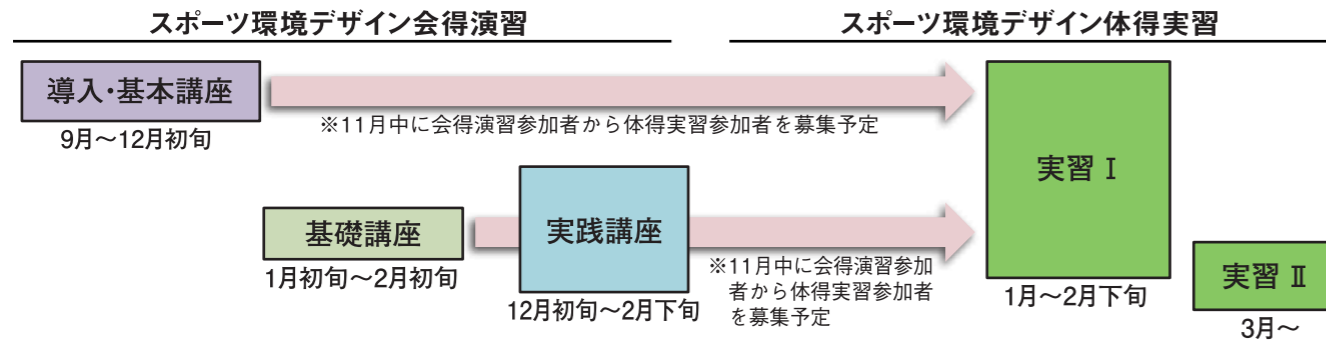 スポーツ環境デザイン会得演習
スポーツ環境デザイン体得実習
導入・基本講座
9月〜12月初旬
※11月中に会得演習参加者から体得実習参加者を募集予定
基礎講座
1月初旬〜2月初旬
実践講座
12月初旬〜2月下旬
※11月中に会得演習参加
者から体得実習参加者
を募集予定
実習 Ⅰ
1月〜2月下旬
実習 Ⅱ
3月〜